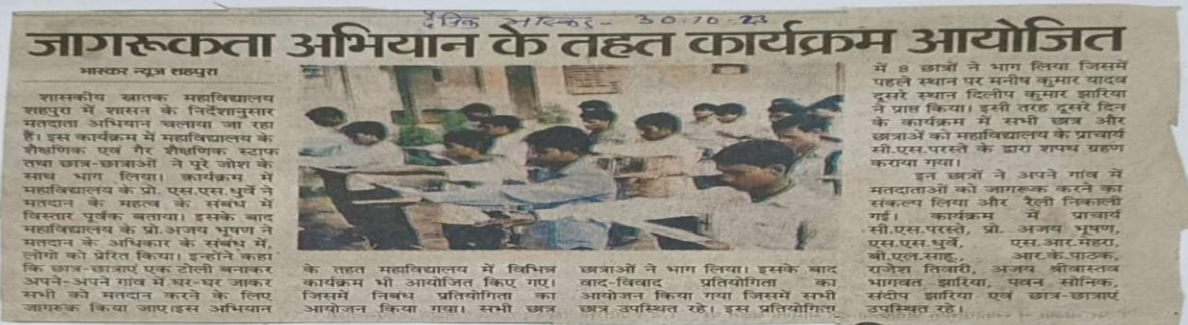 दैनिक भास्कर - 30.10.23
जागरूकता अभियान के तहत कार्यक्रम आयोजित
भास्कर न्यूज शहपुरा
शासकीय स्नातक महाविद्यालय
शहपुरा में शासन के निर्देशानुसार
मतदाता अभियान चलाया जा रहा
है। इस कार्यक्रम में महाविद्यालय के
शैक्षणिक एवं गैर शैक्षणिक स्टाफ
तथा छात्र-छात्राओं ने पूरे जोश के
साथ भाग लिया। कार्यक्रम में
महाविद्यालय के प्रो. एस.एस.धुर्वे ने
मतदान के महत्व के संबंध में
विस्तार पूर्वक बताया। इसके बाद
महाविद्यालय के प्रो.अजय भूषण ने
मतदान के अधिकार के संबंध में,
लोगों को प्रेरित किया। इन्होंने कहा
कि छात्र-छात्राएं एक टोली बनाकर
अपने-अपने गांव में घर-घर जाकर
सभी को मतदान करने के लिए
जागरुक किया जाए।इस अभियान
के तहत महाविद्यालय में विभिन्न
कार्यक्रम भी आयोजित किए गए।
जिसमें निबंध प्रतियोगिता का
आयोजन किया गया। सभी छात्र
छात्राओं ने भाग लिया। इसके बाद
वाद-विवाद प्रतियोगिता का
आयोजन किया गया जिसमें सभी
छात्र उपस्थित रहे। इस प्रतियोगिता
में 8 छात्रों ने भाग लिया जिसमें
पहले स्थान पर मनीष कुमार यादव
दूसरे स्थान दिलीप कुमार झारिया
ने प्राप्त किया। इसी तरह दूसरे दिन
के कार्यक्रम में सभी छात्र और
छात्राओं को महाविद्यालय के प्राचार्य
सी.एस.परस्ते के द्वारा शपथ ग्रहण
कराया गया।
इन छात्रों ने अपने गांव में
मतदाताओं को जागरूक करने का
संकल्प लिया और रैली निकाली
गई। कार्यक्रम में प्राचार्य
सी.एस.परस्ते, प्रो. अजय भूषण,
एस.एस.धुर्वे, एस.आर.मेहरा,
बी.एल.साहू, आर.के.पाठक,
राजेश तिवारी, अजय श्रीवास्तव
भागवत झारिया, पवन सोनिक,
संदीप झारिया एवं छात्र-छात्राएं
उपस्थित रहे।